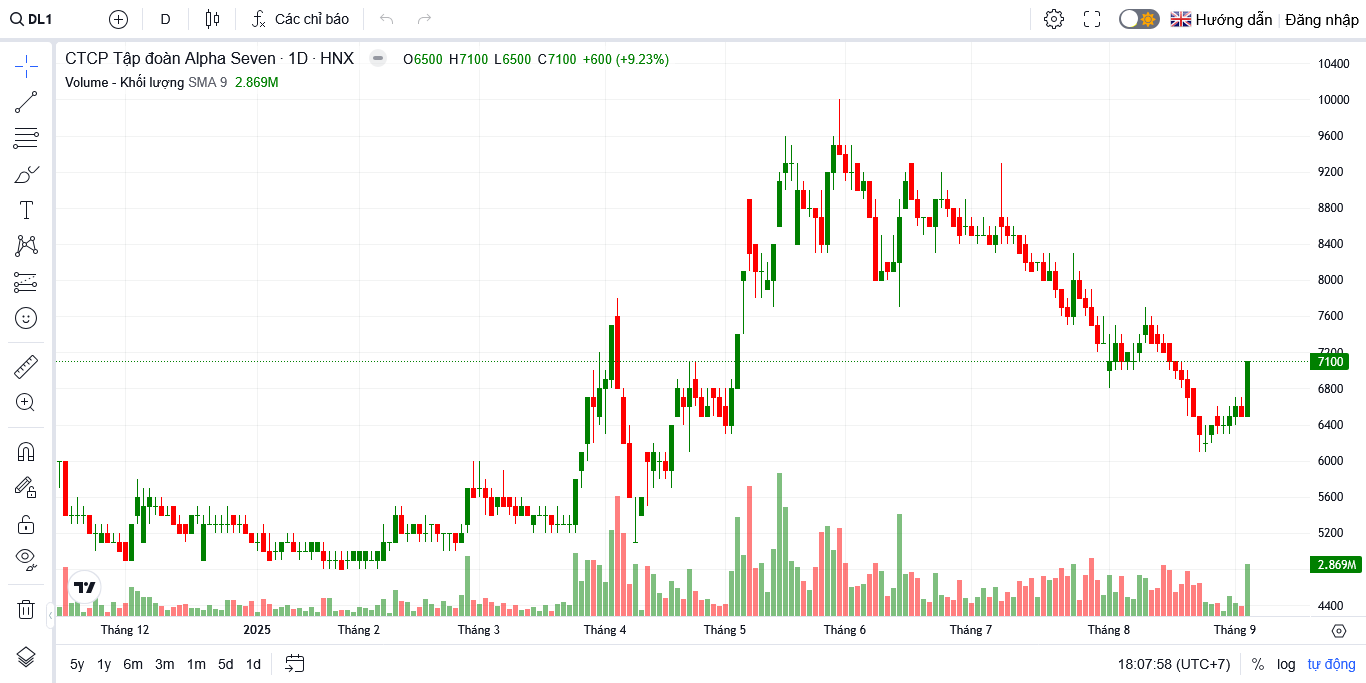 DL1 D Các chỉ báo Hướng dẫn Đăng nhập
CTCP Tập đoàn Alpha Seven · 1D · HNX O6500 H7100 L6500 C7100 +600 (+9.23%)
Volume - Khối lượng SMA 9 2.869M
10400
10000
9600
9200
8800
8400
8000
7600
7200
7100
6800
6400
6000
5600
5200
2.869M
4400
Tháng 12 2025 Tháng 2 Tháng 3 Tháng 4 Tháng 5 Tháng 6 Tháng 7 Tháng 8 Tháng 9
5y 1y 6m 3m 1m 5d 1d 18:07:58 (UTC+7) % log tự động